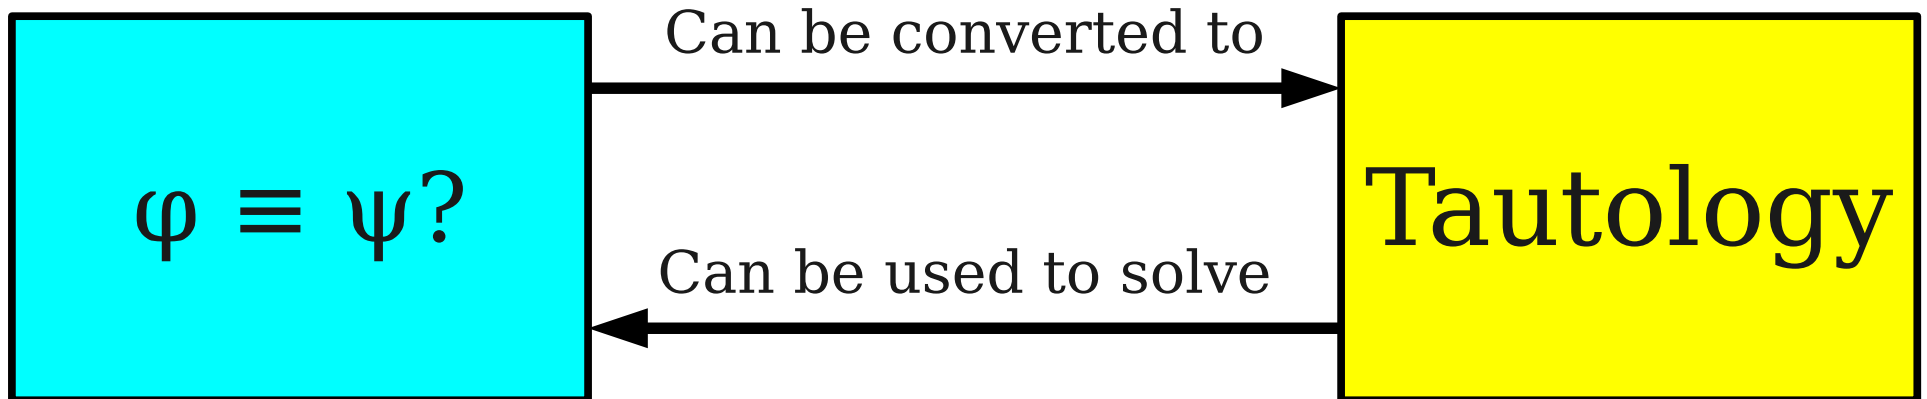 Can be converted to
φ ≡ ψ?
Tautology
Can be used to solve